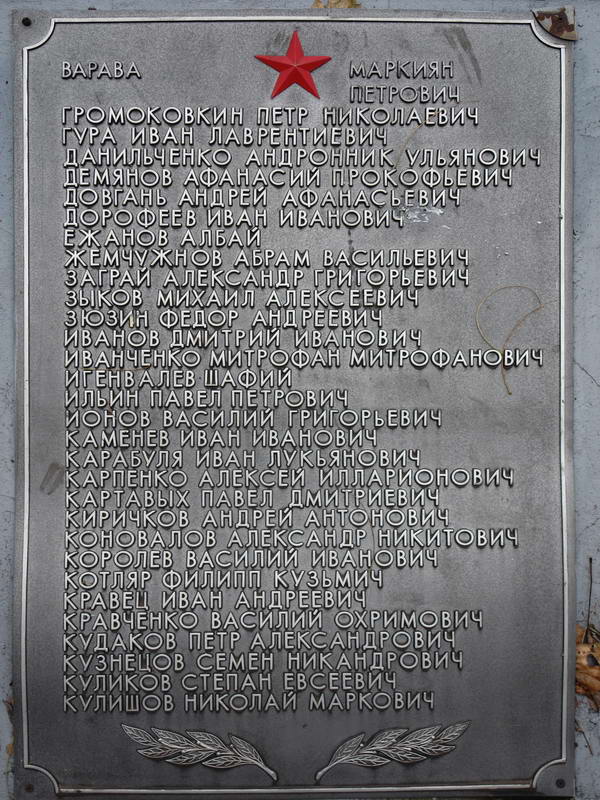 ВАРАВА МАРКИЯН
ПЕТРОВИЧ
ГРОМОКОВКИН ПЕТР НИКОЛАЕВИЧ
ГУРА ИВАН ЛАВРЕНТИЕВИЧ
ДАНИЛЬЧЕНКО АНДРОННИК УЛЬЯНОВИЧ
ДЕМЯНОВ АФАНАСИЙ ПРОКОФЬЕВИЧ
ДОВГАНЬ АНДРЕЙ АФАНАСЬЕВИЧ
ДОРОФЕЕВ ИВАН ИВАНОВИЧ
ЕЖАНОВ АЛБАЙ
ЖЕМЧУЖНОВ АБРАМ ВАСИЛЬЕВИЧ
ЗАГРАЙ АЛЕКСАНДР ГРИГОРЬЕВИЧ
ЗЫКОВ МИХАИЛ АЛЕКСЕЕВИЧ
ЗЮЗИН ФЕДОР АНДРЕЕВИЧ
ИВАНОВ ДМИТРИЙ ИВАНОВИЧ
ИВАНЧЕНКО МИТРОФАН МИТРОФАНОВИЧ
ИГЕНВАЛЕВ ШАФИЙ
ИЛЬИН ПАВЕЛ ПЕТРОВИЧ
ИОНОВ ВАСИЛИЙ ГРИГОРЬЕВИЧ
КАМЕНЕВ ИВАН ИВАНОВИЧ
КАРАБУЛЯ ИВАН ЛУКЬЯНОВИЧ
КАРПЕНКО АЛЕКСЕЙ ИЛЛАРИОНОВИЧ
КАРТАВЫХ ПАВЕЛ ДМИТРИЕВИЧ
КИРИЧКОВ АНДРЕЙ АНТОНОВИЧ
КОНОВАЛОВ АЛЕКСАНДР НИКИТОВИЧ
КОРОЛЕВ ВАСИЛИЙ ИВАНОВИЧ
КОТЛЯР ФИЛИПП КУЗЬМИЧ
КРАВЕЦ ИВАН АНДРЕЕВИЧ
КРАВЧЕНКО ВАСИЛИЙ ОХРИМОВИЧ
КУДАКОВ ПЕТР АЛЕКСАНДРОВИЧ
КУЗНЕЦОВ СЕМЕН НИКАНДРОВИЧ
КУЛИКОВ СТЕПАН ЕВСЕЕВИЧ
КУЛИШОВ НИКОЛАЙ МАРКОВИЧ